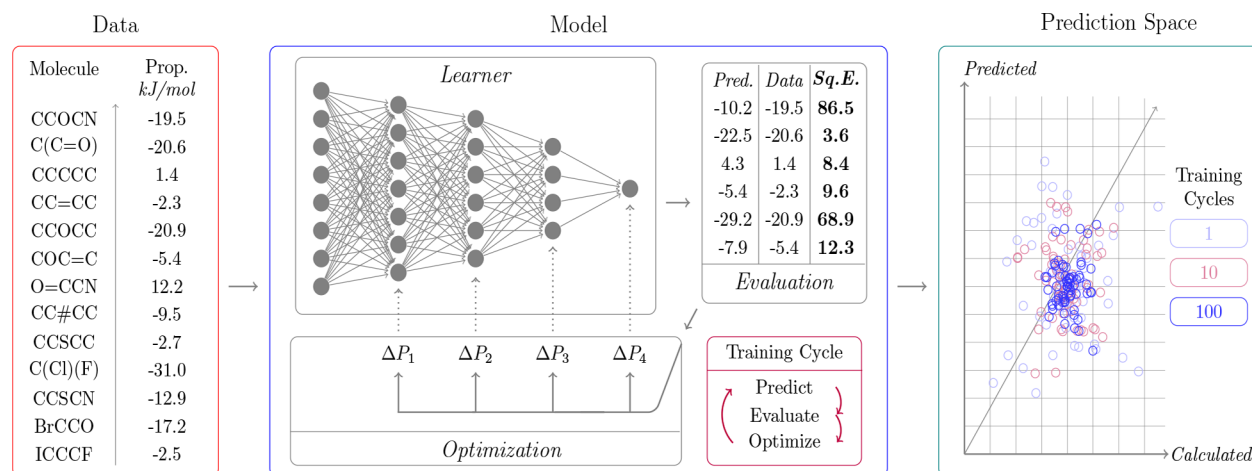 Data
Molecule Prop.
kJ/mol
CCOCN -19.5
C(C=O) -20.6
CCCCC 1.4
CC=CC -2.3
CCOCC -20.9
COC=C -5.4
O=CCN 12.2
CC#CC -9.5
CCSCC -2.7
C(Cl)(F) -31.0
CCSCN -12.9
BrCCO -17.2
ICCCF -2.5
Model
Learner
Pred. Data Sq.E.
-10.2 -19.5 86.5
-22.5 -20.6 3.6
4.3 1.4 8.4
-5.4 -2.3 9.6
-29.2 -20.9 68.9
-7.9 -5.4 12.3
Evaluation
ΔP1 ΔP2 ΔP3 ΔP4
Optimization
Training Cycle
Predict
Evaluate
Optimize
Prediction Space
Predicted
Calculated
Training
Cycles
1
10
100